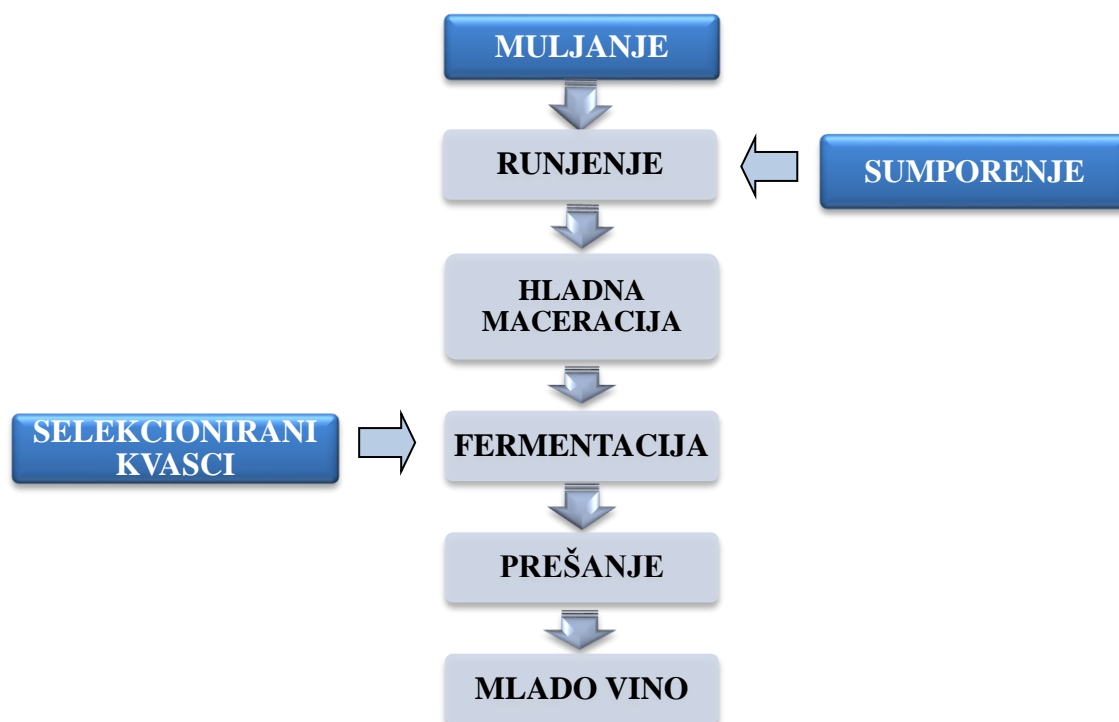 MULJANJE
RUNJENJE
SUMPORENJE
HLADNA
MACERACIJA
SELEKCIONIRANI
KVASCI
FERMENTACIJA
PREŠANJE
MLADO VINO